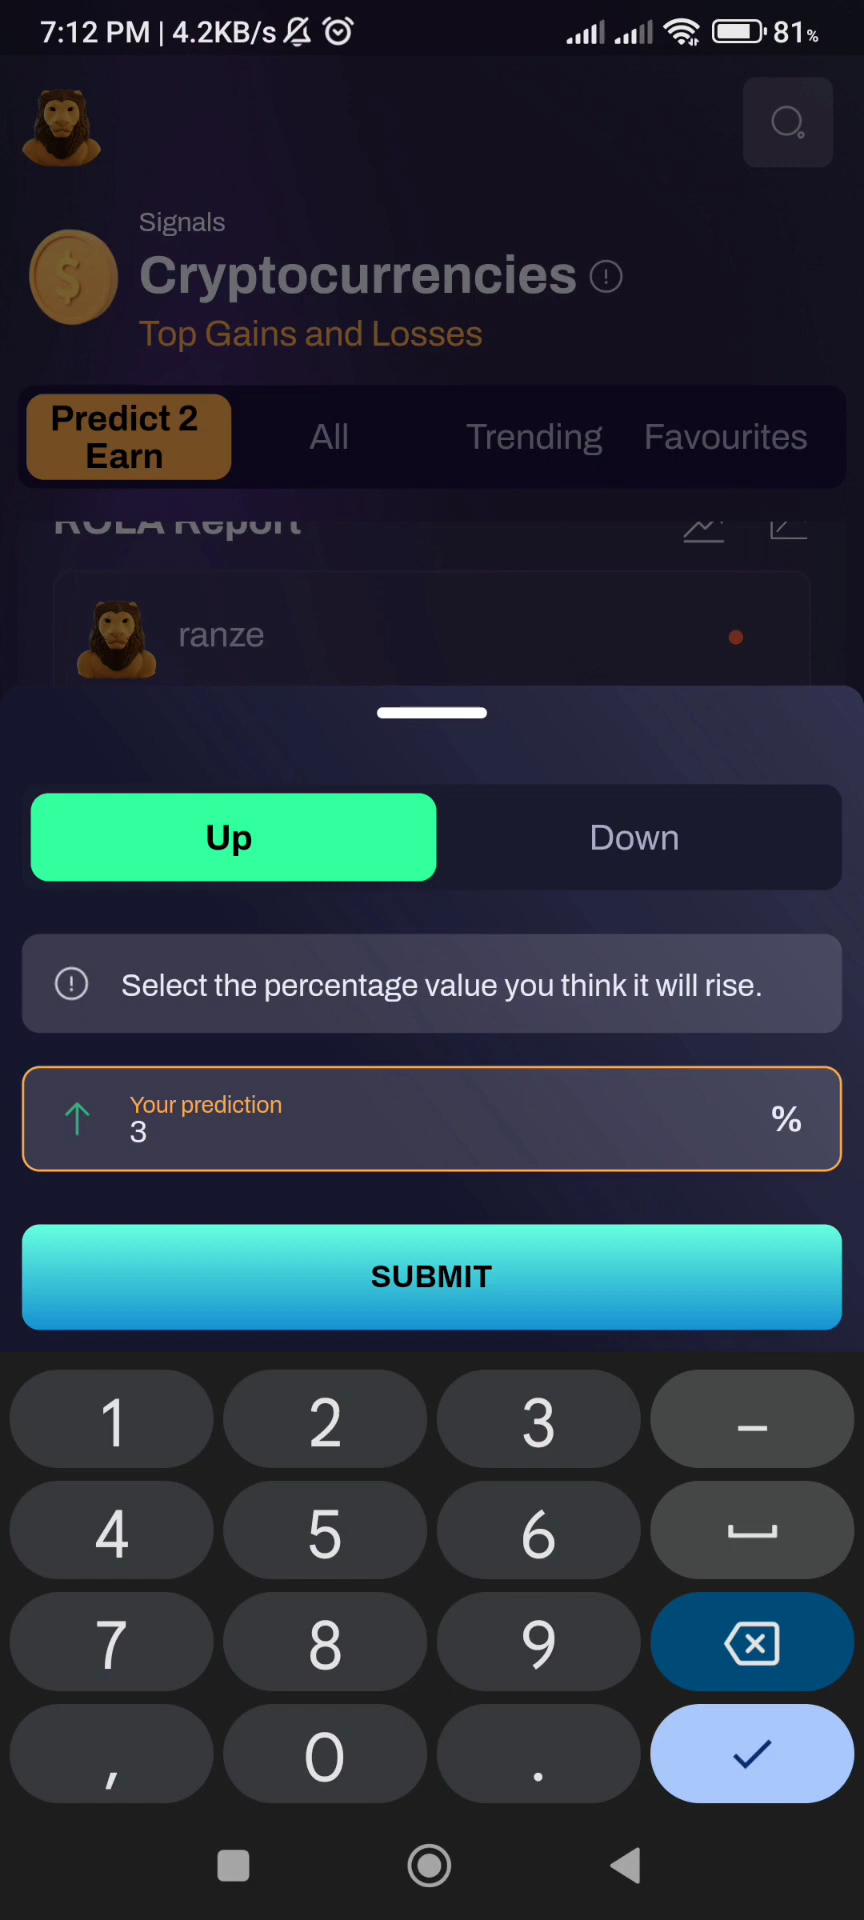 7:12 PM | 4.2KB/s 81%
Signals
Cryptocurrencies
Top Gains and Losses
Predict 2 Earn All Trending Favourites
Report
ranze
Up Down
Select the percentage value you think it will rise.
Your prediction
3 %
SUBMIT
1 2 3 –
4 5 6
7 8 9
, 0 .